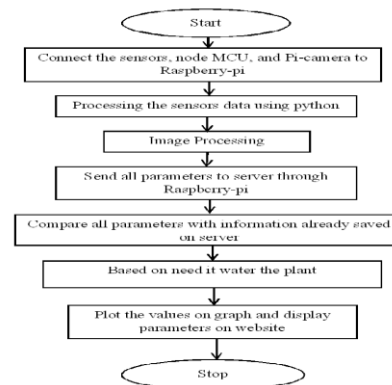 Start
Connect the sensors, node MCU, and Pi-camera to
Raspberry-pi
Processing the sensors data using python
Image Processing
Send all parameters to server through
Raspberry-pi
Compare all parameters with information already saved
on server
Based on need it water the plant
Plot the values on graph and display
parameters on website
Stop